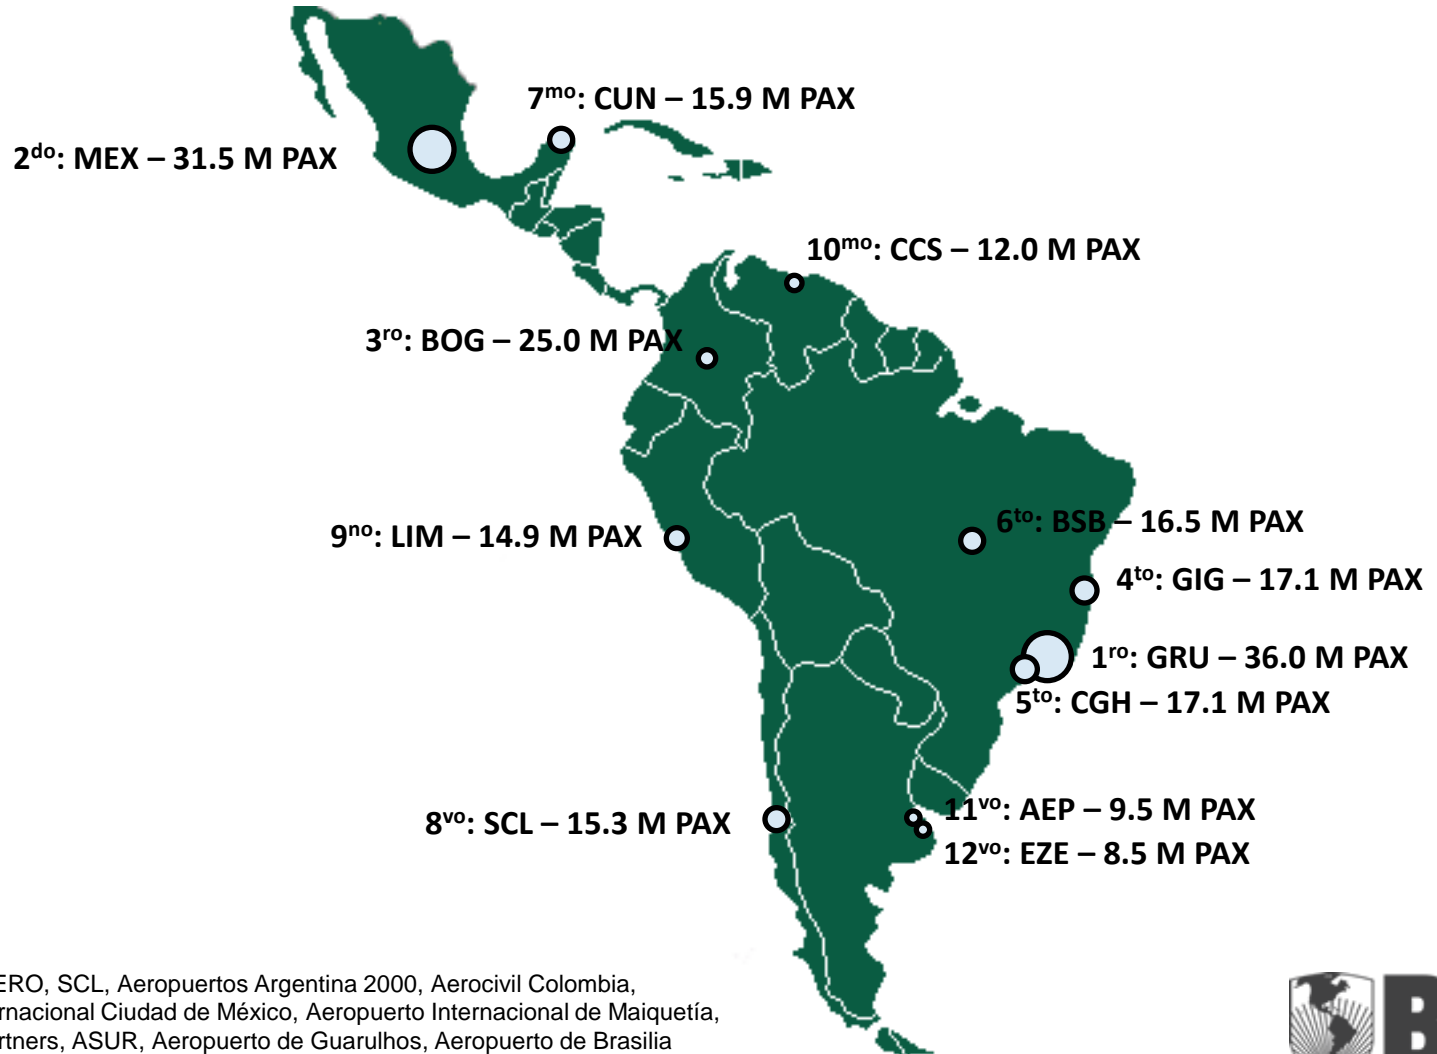 7mo: CUN – 15.9 M PAX
2do: MEX – 31.5 M PAX
10mo: CCS – 12.0 M PAX
3ro: BOG – 25.0 M PAX
6to: BSB – 16.5 M PAX
9no: LIM – 14.9 M PAX
4to: GIG – 17.1 M PAX
1ro: GRU – 36.0 M PAX
5to: CGH – 17.1 M PAX
11vo: AEP – 9.5 M PAX
8vo: SCL – 15.3 M PAX
12vo: EZE – 8.5 M PAX
SCL, Aeropuertos Argentina 2000, Aerocivil Colombia,
Ciudad de México, Aeropuerto Internacional de Maiquetía,
ASUR, Aeropuerto de Guarulhos, Aeropuerto de Brasilia
B